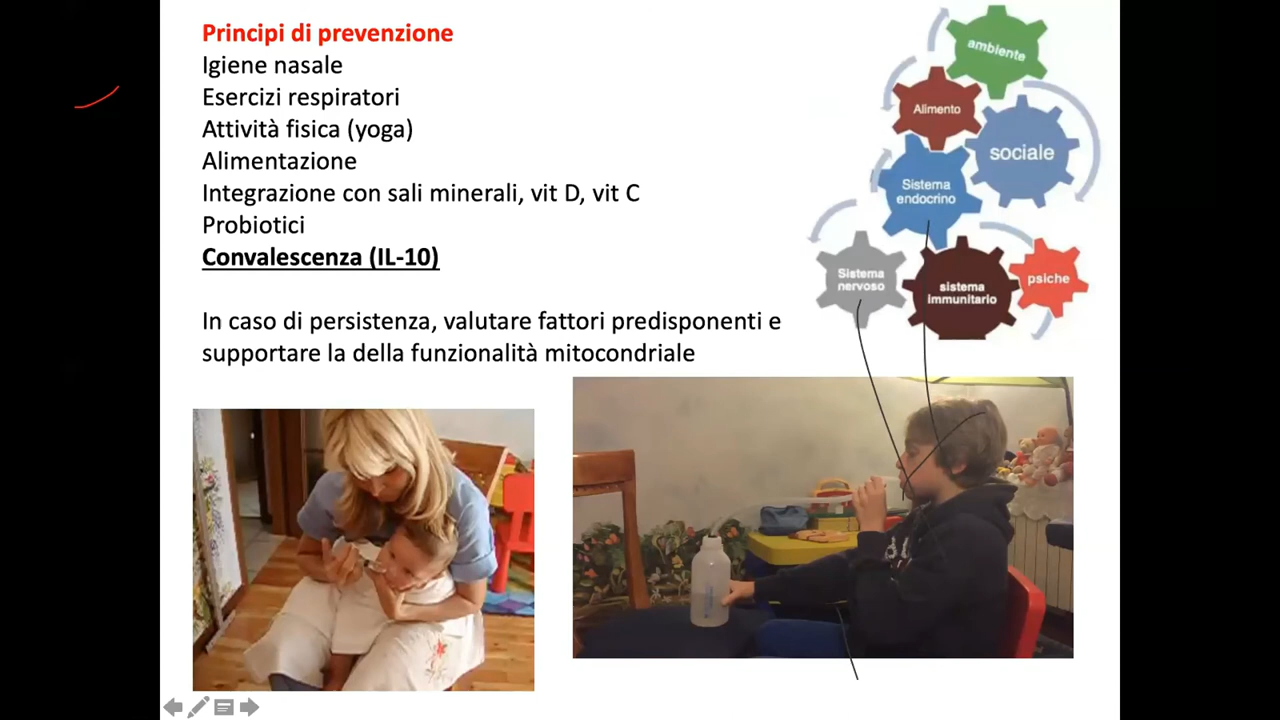 Principi di prevenzione
Igiene nasale
Esercizi respiratori
Attività fisica (yoga)
Alimentazione
Integrazione con sali minerali, vit D, vit C
Probiotici
Convalescenza (IL-10)
In caso di persistenza, valutare fattori predisponenti e
supportare la della funzionalità mitocondriale
ambiente
Alimento
sociale
Sistema
endocrino
Sistema
nervoso
sistema
immunitario
psiche